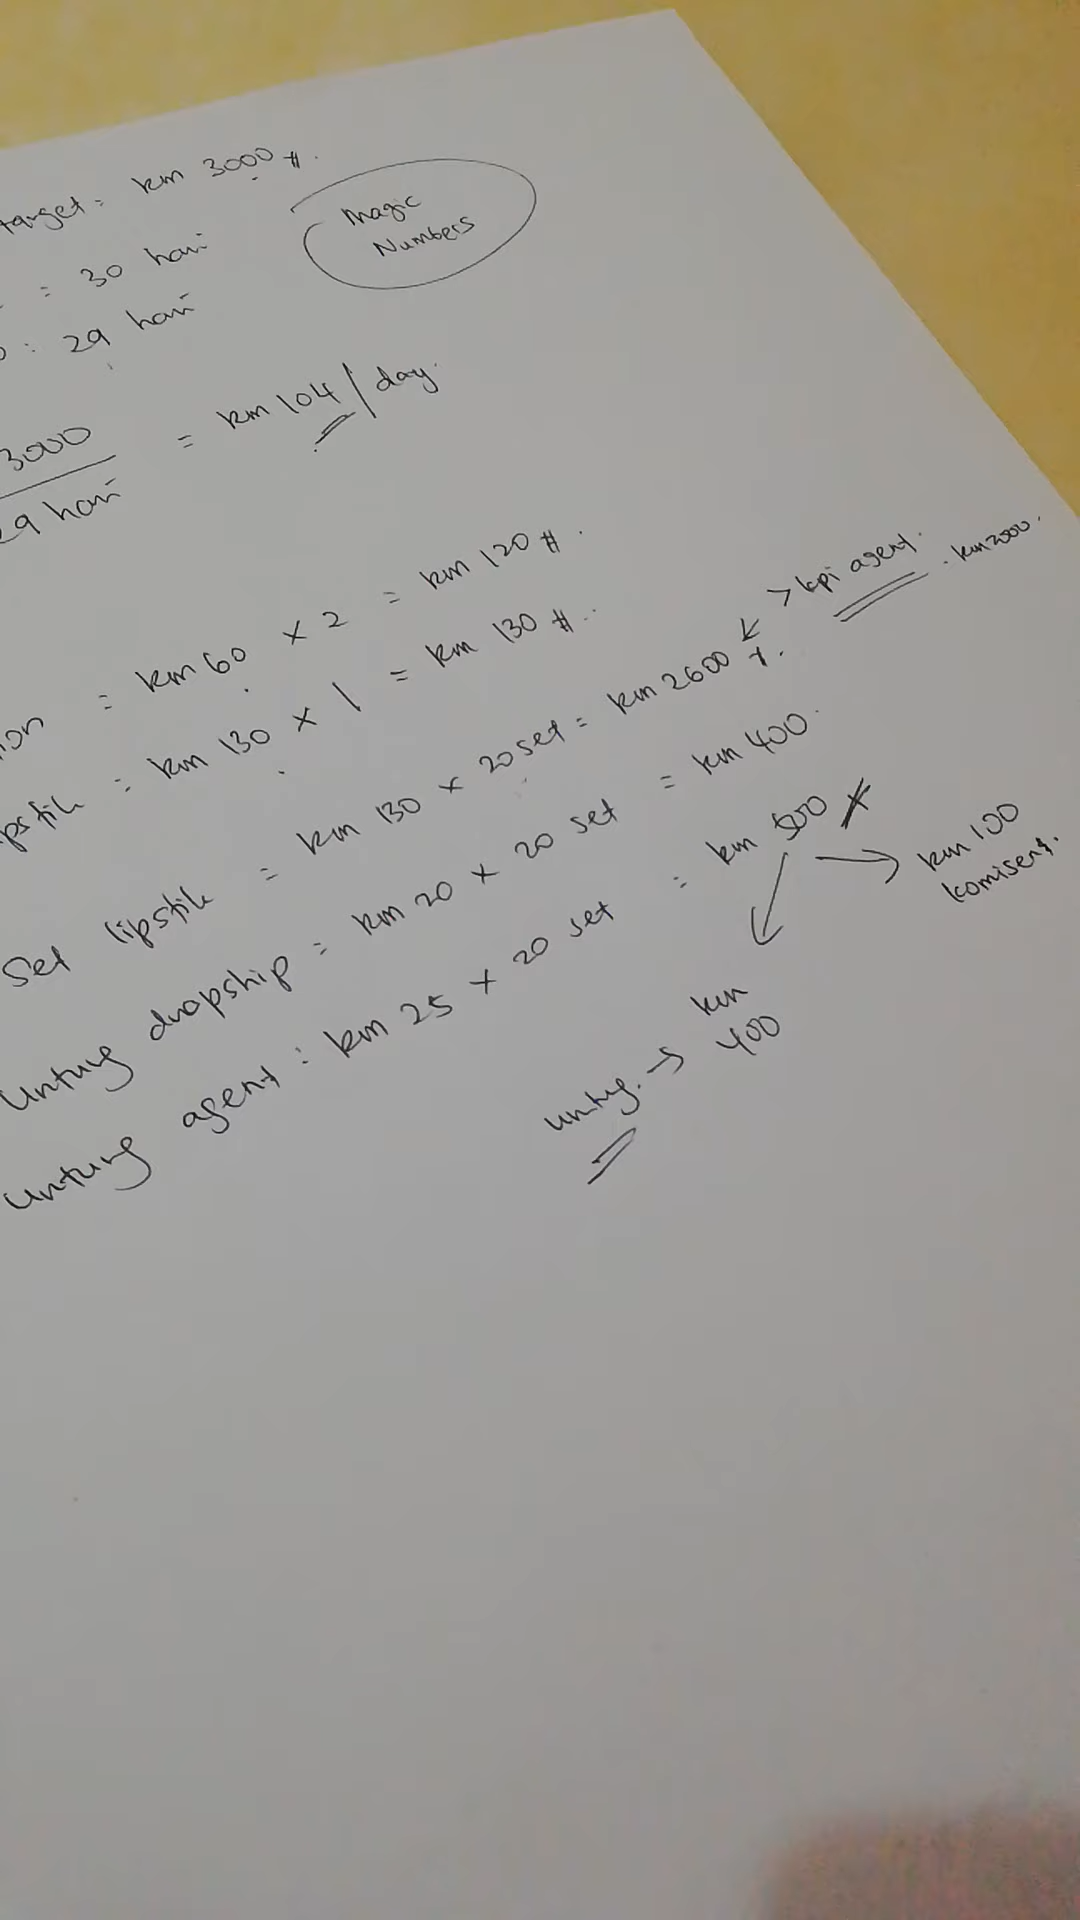 target = RM 3000 #.
Magic
Numbers
= 30 hari
: 29 hari
3000
29 hari
= RM 104/day.
= RM 60 x 2 = RM 120 #.
= RM 130 x 1 = RM 130 #.
Set lipstik = RM 130 x 20 set = RM 2600 > kpi agent. RM2000.
Untung dropship = RM 20 x 20 set = RM 400.
Untung agent = RM 25 x 20 set = RM 500
RM 100
komisent.
untung. → RM
400